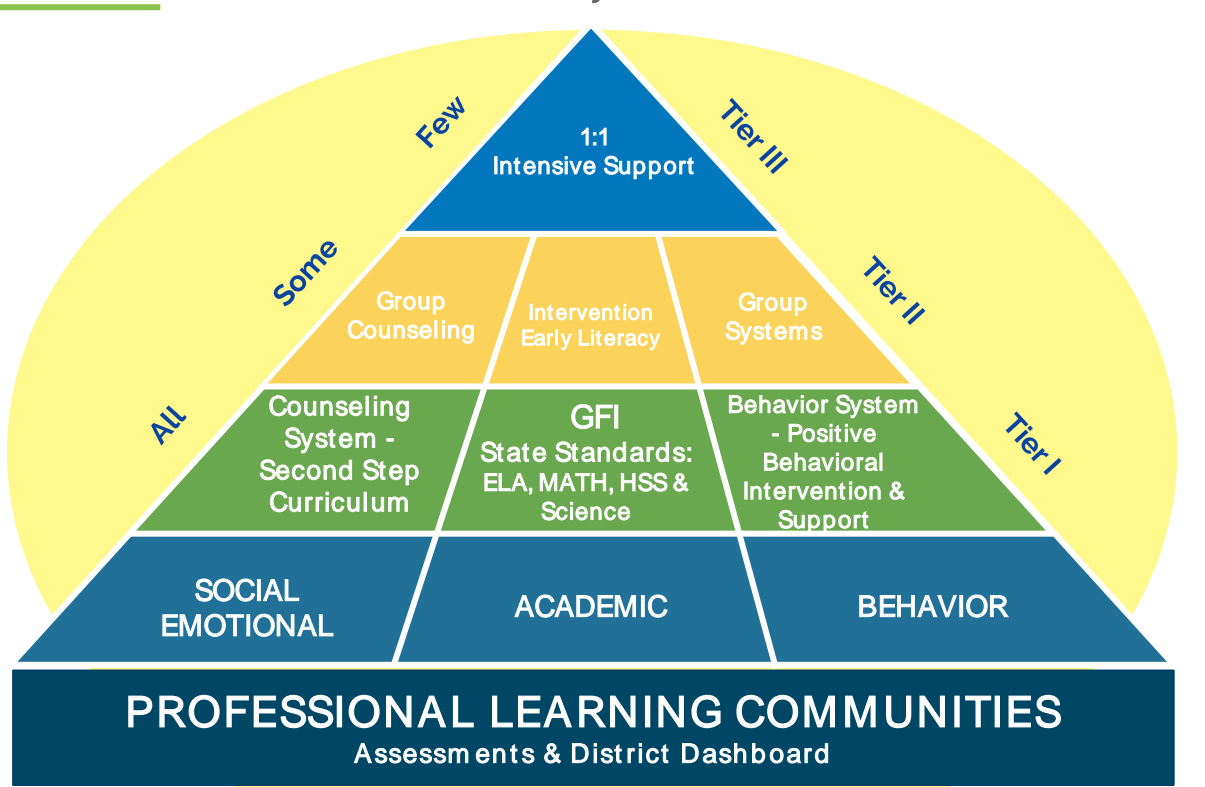 Few
Tier III
1:1
Intensive Support
Some
Tier II
Group
Counseling
Intervention
Early Literacy
Group
Systems
All
Tier I
Counseling
System -
Second Step
Curriculum
GFI
State Standards:
ELA, MATH, HSS &
Science
Behavior System
- Positive
Behavioral
Intervention &
Support
SOCIAL
EMOTIONAL
ACADEMIC
BEHAVIOR
PROFESSIONAL LEARNING COMMUNITIES
Assessments & District Dashboard